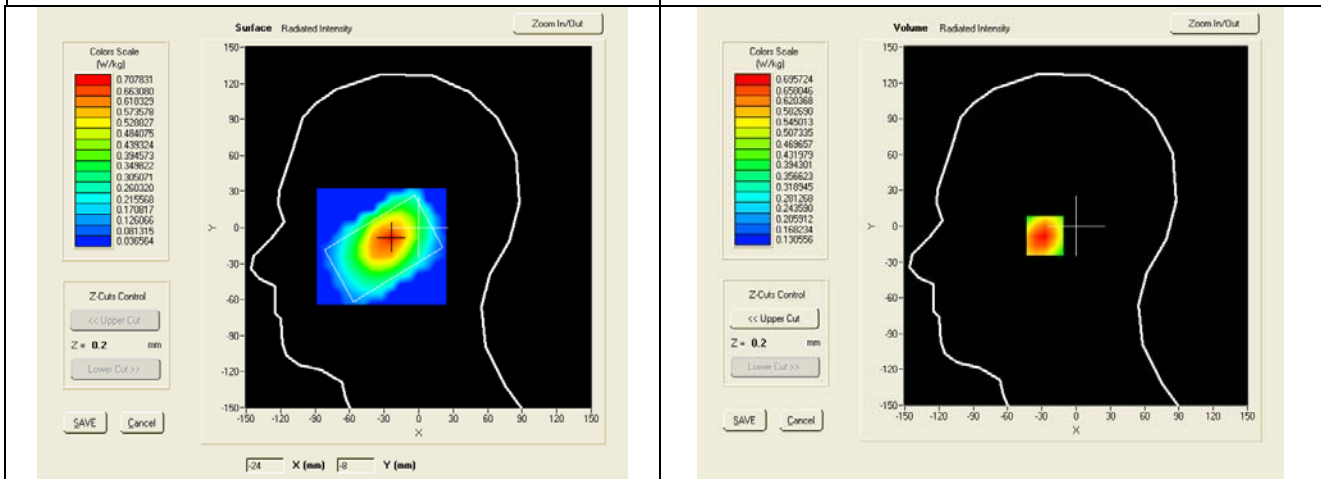 Surface Radiated Intensity
Zoom In/Out
Colors Scale
(W/kg)
0.707831
0.663080
0.618329
0.573578
0.528827
0.484075
0.439324
0.394573
0.349822
0.305071
0.260320
0.215568
0.170817
0.126066
0.081315
0.036564
150
120
90
60
30
0
-30
-60
-90
-120
-150
Y
-150 -120 -90 -60 -30 0 30 60 90 120 150
X
Z-Cuts Control
<< Upper Cut
Z = 0.2 mm
Lower Cut >>
SAVE Cancel
-24 X (mm) -8 Y (mm)
Volume Radiated Intensity
Zoom In/Out
Colors Scale
(W/kg)
0.695724
0.658046
0.620368
0.582690
0.545013
0.507335
0.469657
0.431979
0.394301
0.356623
0.318945
0.281268
0.243590
0.205912
0.168234
0.130556
150
120
90
60
30
0
-30
-60
-90
-120
-150
Y
-150 -120 -90 -60 -30 0 30 60 90 120 150
X
Z-Cuts Control
<< Upper Cut
Z = 0.2 mm
Lower Cut >>
SAVE Cancel